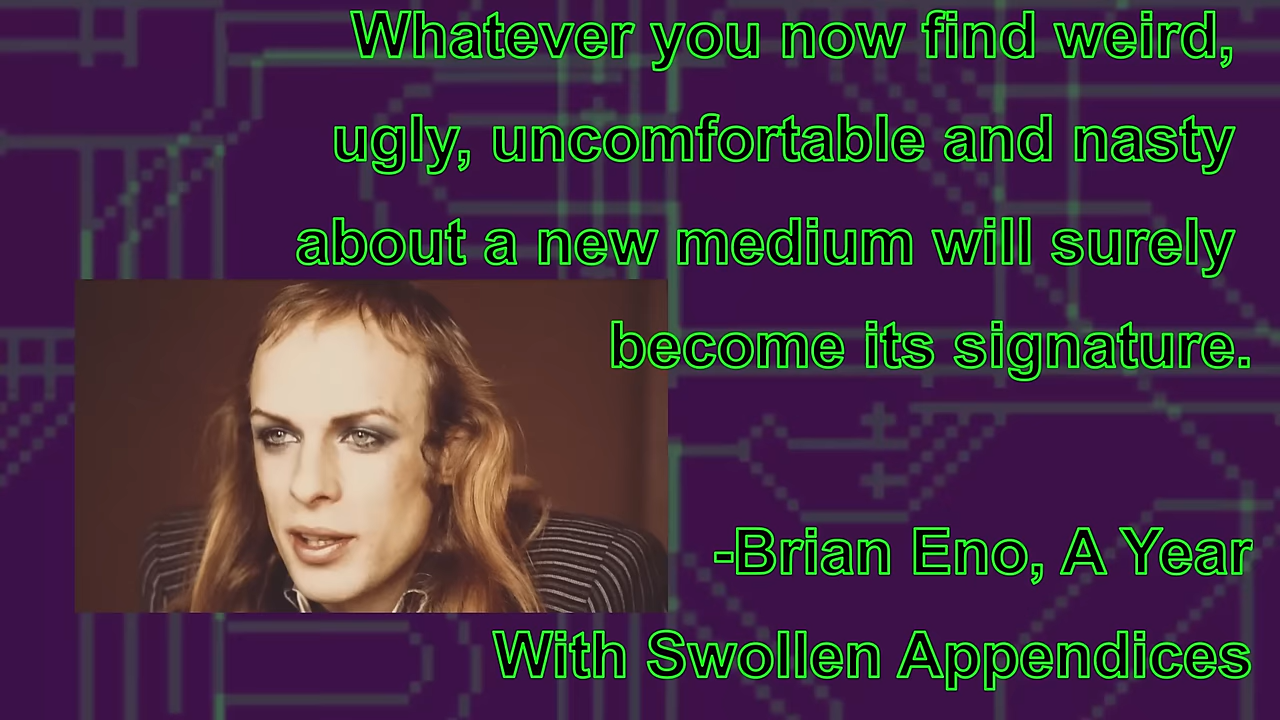 Whatever you now find weird,
ugly, uncomfortable and nasty
about a new medium will surely
become its signature.
-Brian Eno, A Year
With Swollen Appendices